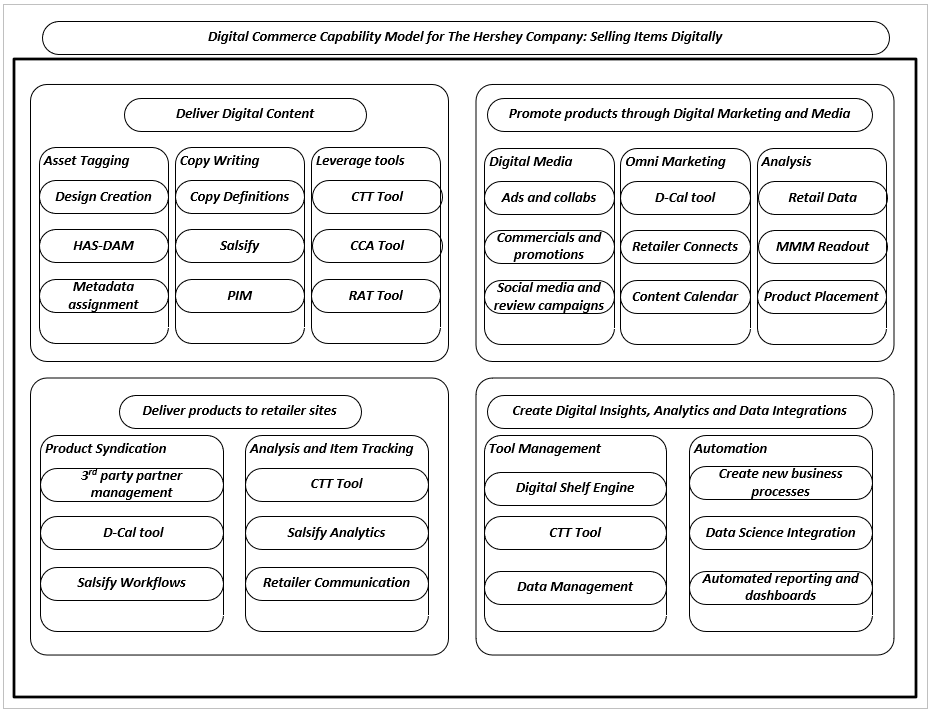 Digital Commerce Capability Model for The Hershey Company: Selling Items Digitally
Deliver Digital Content
Asset Tagging
Design Creation
HAS-DAM
Metadata
assignment
Copy Writing
Copy Definitions
Salsify
PIM
Leverage tools
CTT Tool
CCA Tool
RAT Tool
Promote products through Digital Marketing and Media
Digital Media
Ads and collabs
Commercials and
promotions
Social media and
review campaigns
Omni Marketing
D-Cal tool
Retailer Connects
Content Calendar
Analysis
Retail Data
MMM Readout
Product Placement
Deliver products to retailer sites
Product Syndication
3rd party partner
management
D-Cal tool
Salsify Workflows
Analysis and Item Tracking
CTT Tool
Salsify Analytics
Retailer Communication
Create Digital Insights, Analytics and Data Integrations
Tool Management
Digital Shelf Engine
CTT Tool
Data Management
Automation
Create new business
processes
Data Science Integration
Automated reporting and
dashboards